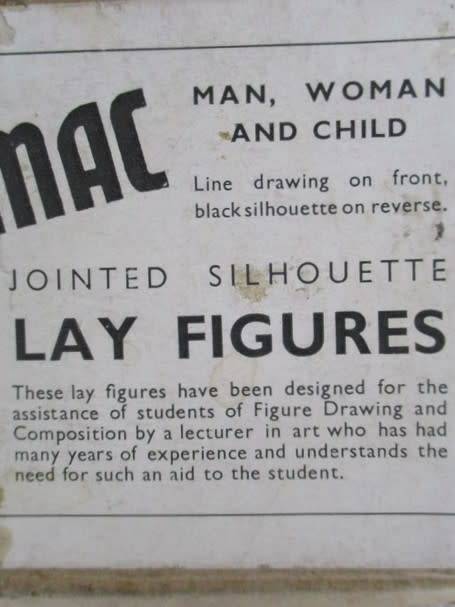 MAC
MAN, WOMAN
AND CHILD
Line drawing on front,
black silhouette on reverse.
JOINTED SILHOUETTE
LAY FIGURES
These lay figures have been designed for the
assistance of students of Figure Drawing and
Composition by a lecturer in art who has had
many years of experience and understands the
need for such an aid to the student.